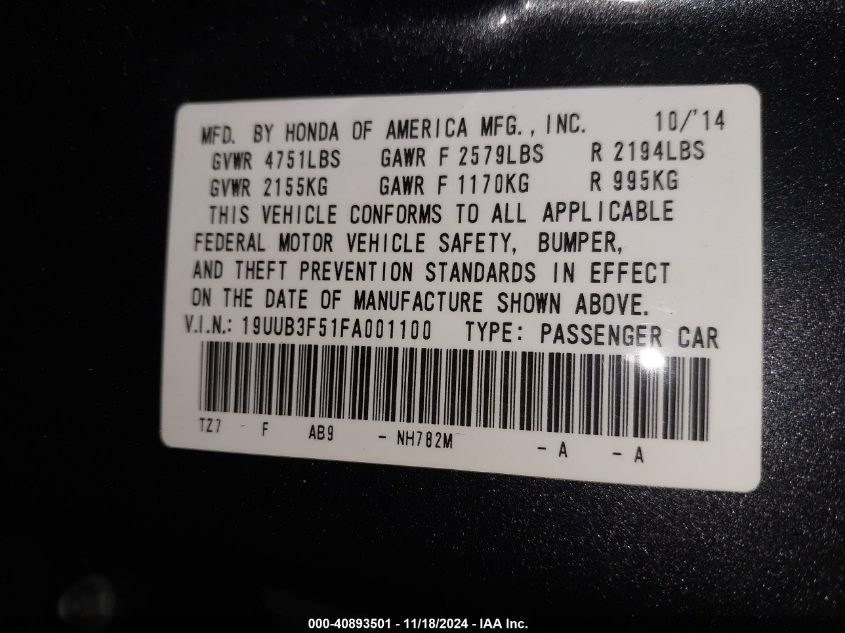 MFD. BY HONDA OF AMERICA MFG., INC. 10/'14
GVWR 4751LBS GAWR F 2579LBS R 2194LBS
GVWR 2155KG GAWR F 1170KG R 995KG
THIS VEHICLE CONFORMS TO ALL APPLICABLE
FEDERAL MOTOR VEHICLE SAFETY, BUMPER,
AND THEFT PREVENTION STANDARDS IN EFFECT
ON THE DATE OF MANUFACTURE SHOWN ABOVE.
V.I.N.: 19UUB3F51FA001100 TYPE: PASSENGER CAR
TZ7 F AB9 - NH782M - A - A
000-40893501 - 11/18/2024 - IAA Inc.